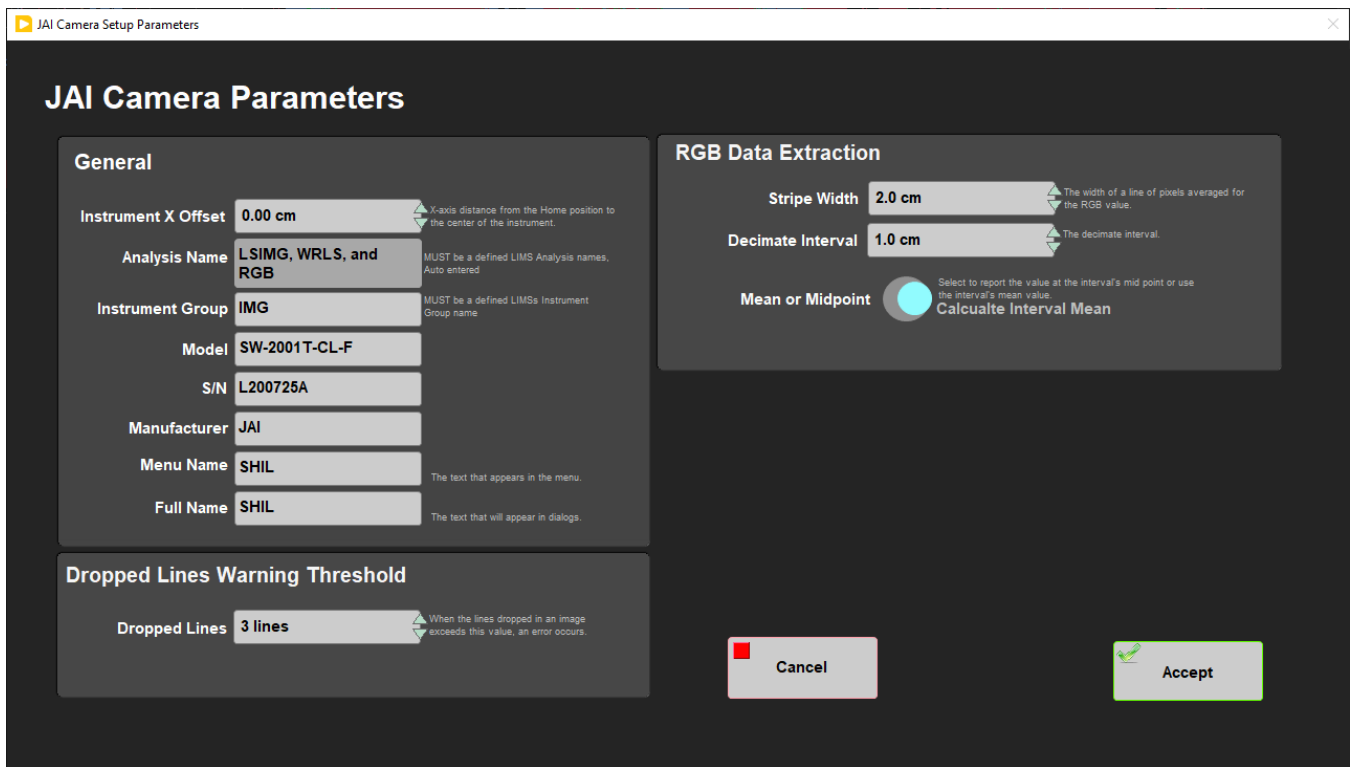 JAI Camera Setup Parameters
JAI Camera Parameters
General
Instrument X Offset 0.00 cm
X-axis distance from the Home position to
the center of the instrument.
Analysis Name LSIMG, WRLS, and
RGB
MUST be a defined LIMS Analysis names,
Auto entered
Instrument Group IMG
MUST be a defined LIMSs Instrument
Group name
Model SW-2001T-CL-F
S/N L200725A
Manufacturer JAI
Menu Name SHIL
The text that appears in the menu.
Full Name SHIL
The text that will appear in dialogs.
Dropped Lines Warning Threshold
Dropped Lines 3 lines
When the lines dropped in an image
exceeds this value, an error occurs.
RGB Data Extraction
Stripe Width 2.0 cm
The width of a line of pixels averaged for
the RGB value.
Decimate Interval 1.0 cm
The decimate interval.
Mean or Midpoint
Select to report the value at the interval's mid point or use
the interval's mean value.
Calcualte Interval Mean
Cancel
Accept